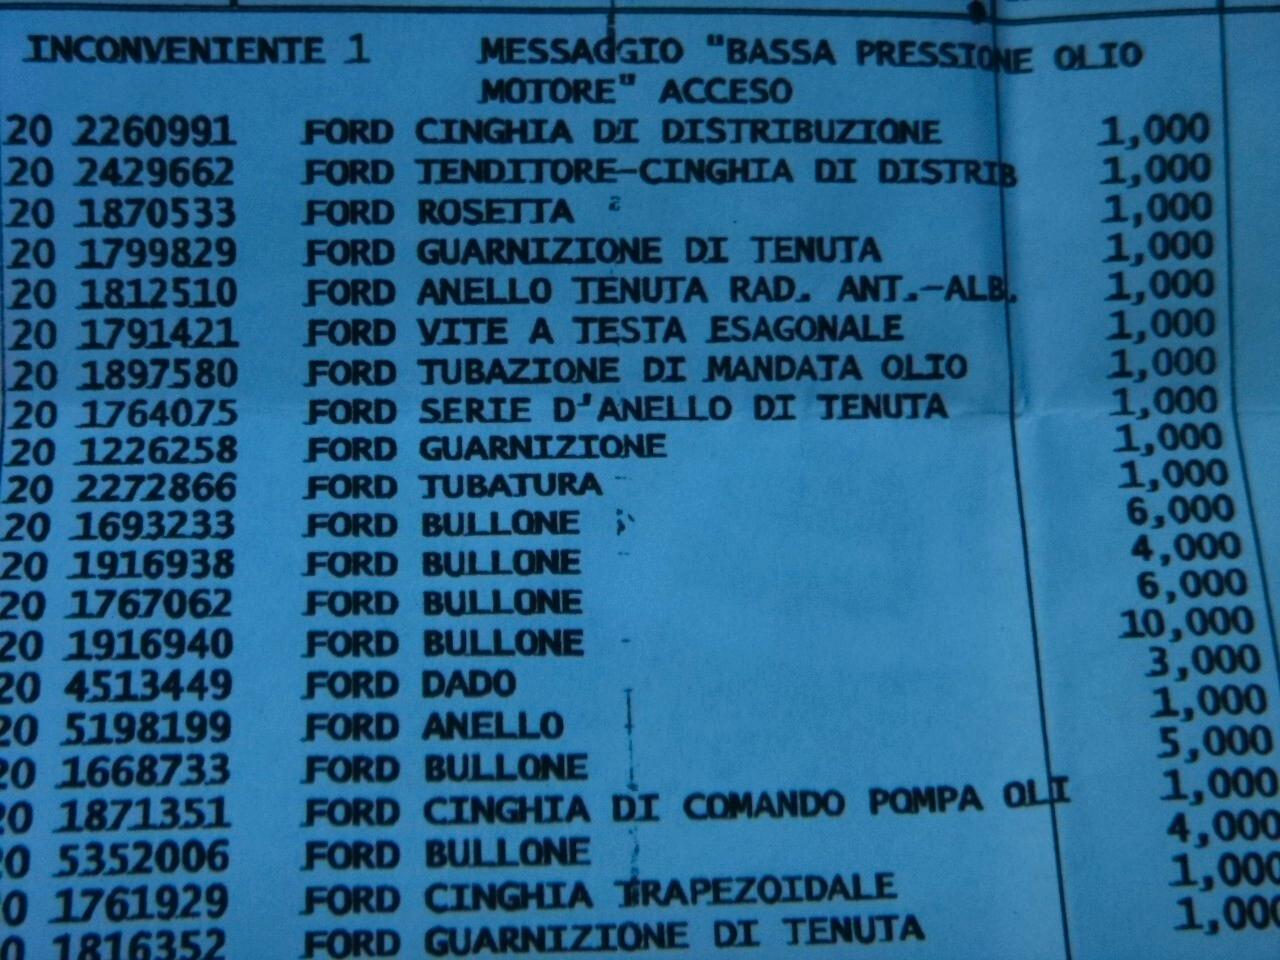 INCONVENIENTE 1 MESSAGGIO "BASSA PRESSIONE OLIO
MOTORE" ACCESO
20 2260991 FORD CINGHIA DI DISTRIBUZIONE 1,000
20 2429662 FORD TENDITORE-CINGHIA DI DISTRIB 1,000
20 1870533 FORD ROSETTA 1,000
20 1799829 FORD GUARNIZIONE DI TENUTA 1,000
20 1812510 FORD ANELLO TENUTA RAD. ANT.-ALB. 1,000
20 1791421 FORD VITE A TESTA ESAGONALE 1,000
20 1897580 FORD TUBAZIONE DI MANDATA OLIO 1,000
20 1764075 FORD SERIE D'ANELLO DI TENUTA 1,000
20 1226258 FORD GUARNIZIONE 1,000
20 2272866 FORD TUBATURA 1,000
20 1693233 FORD BULLONE 6,000
20 1916938 FORD BULLONE 4,000
20 1767062 FORD BULLONE 6,000
20 1916940 FORD BULLONE 10,000
20 4513449 FORD DADO 3,000
20 5198199 FORD ANELLO 1,000
20 1668733 FORD BULLONE 5,000
20 1871351 FORD CINGHIA DI COMANDO POMPA OLI 1,000
20 5352006 FORD BULLONE 4,000
0 1761929 FORD CINGHIA TRAPEZOIDALE 1,000
0 1816352 FORD GUARNIZIONE DI TENUTA 1,000